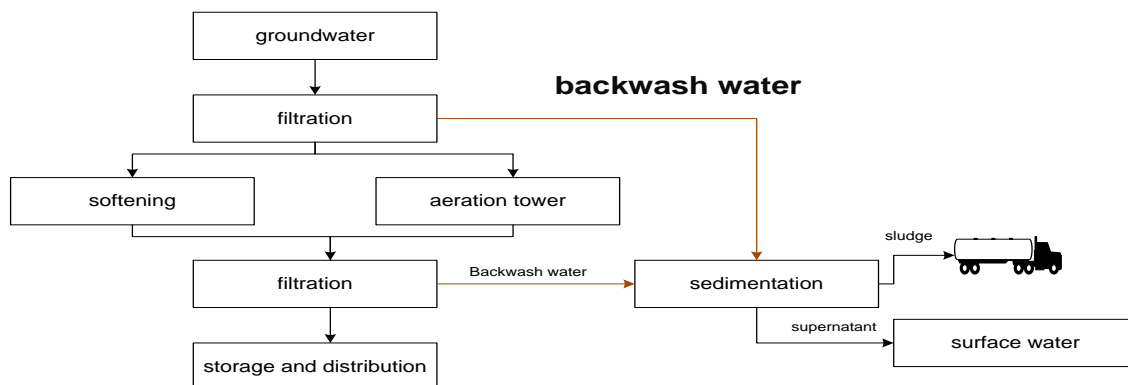 groundwater
backwash water
filtration
softening
aeration tower
sludge
filtration
Backwash water
sedimentation
supernatant
surface water
storage and distribution